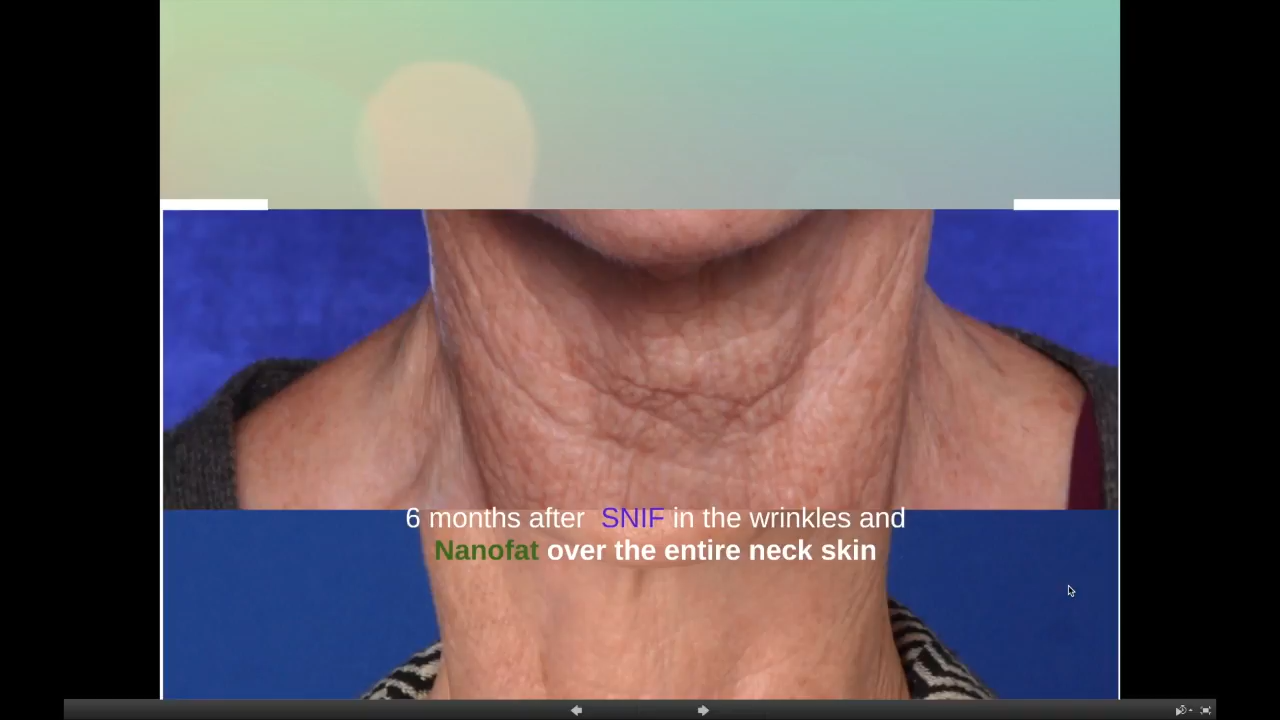 6 months after SNIF in the wrinkles and
Nanofat over the entire neck skin